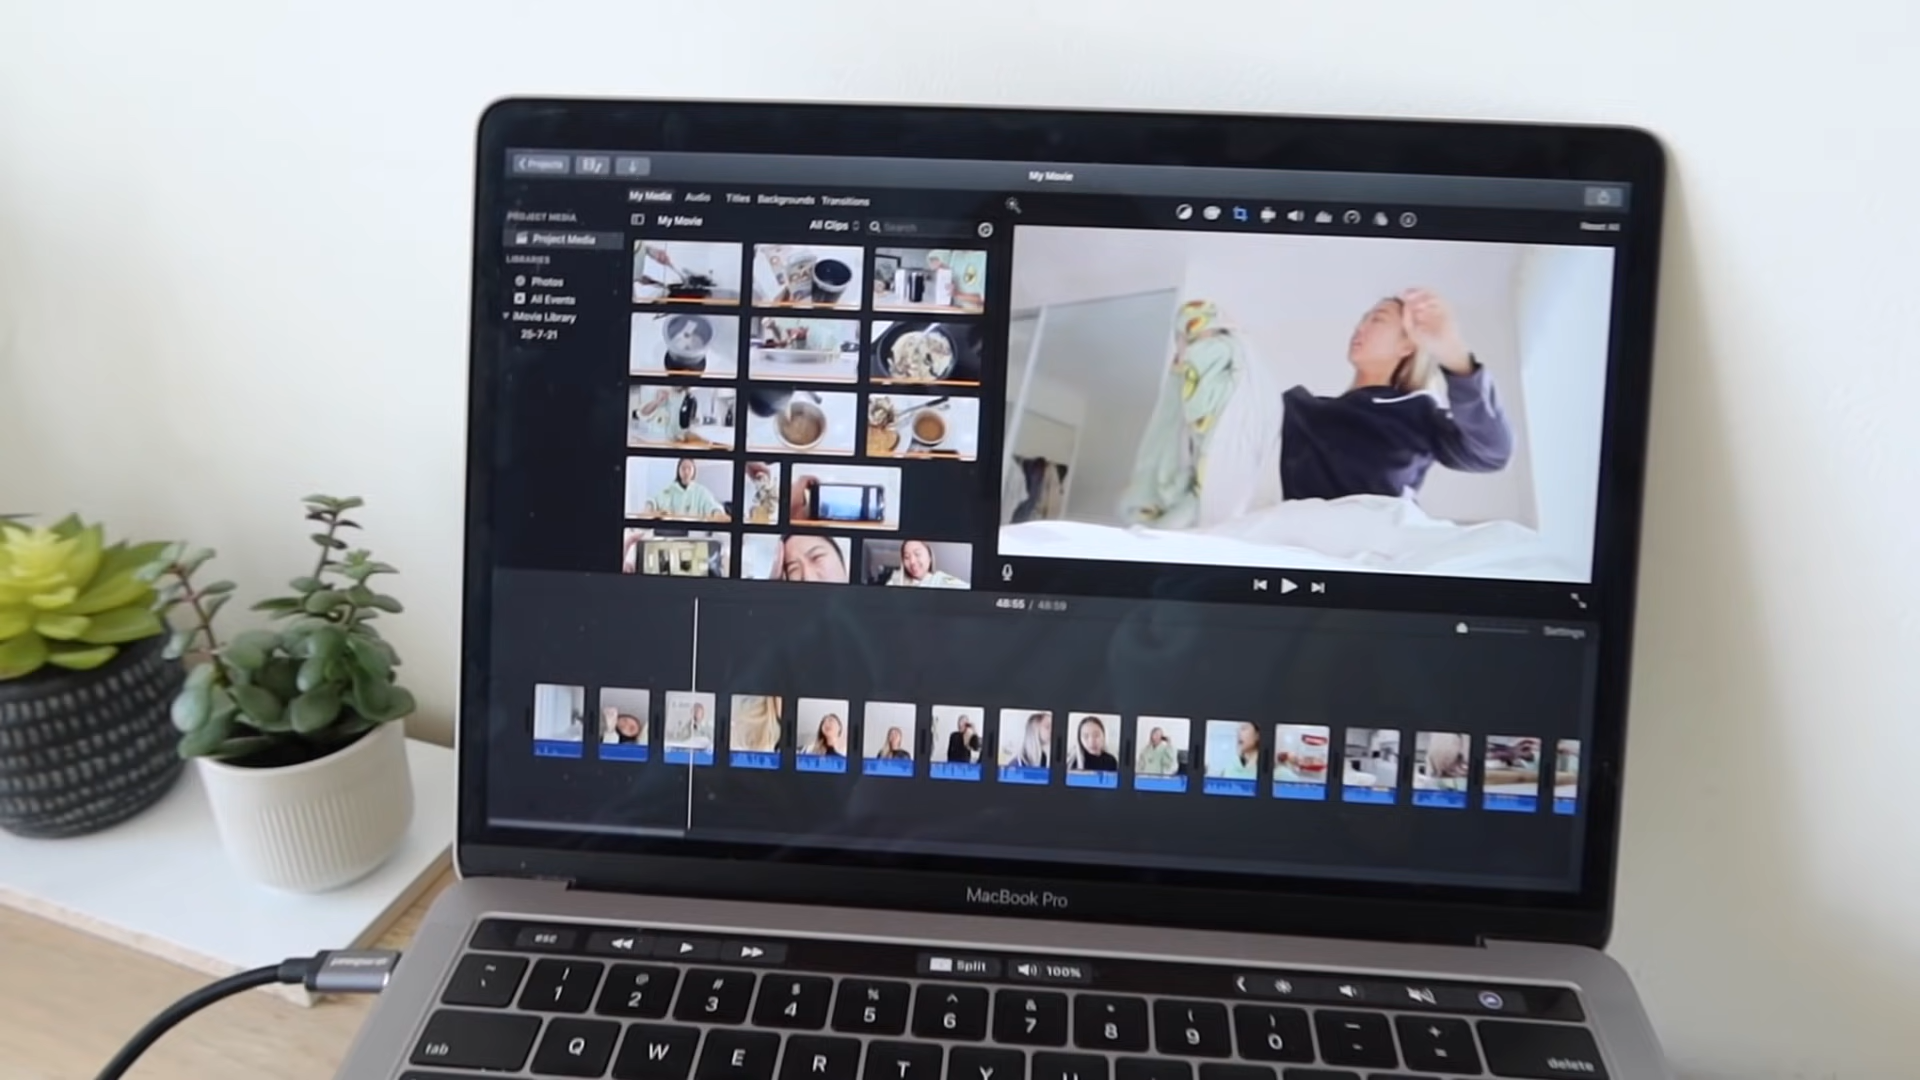 Projects
My Movie
My Media Audio Titles Backgrounds Transitions
PROJECT MEDIA
My Movie All Clips Search
Reset All
Project Media
LIBRARIES
Photos
All Events
iMovie Library
25-7-21
48:55 / 48:59
Settings
MacBook Pro
esc Split 100%
~ ! @ # $ % ^ & * ( ) — +
` 1 2 3 4 5 6 7 8 9 0 - = delete
tab Q W E R T Y U